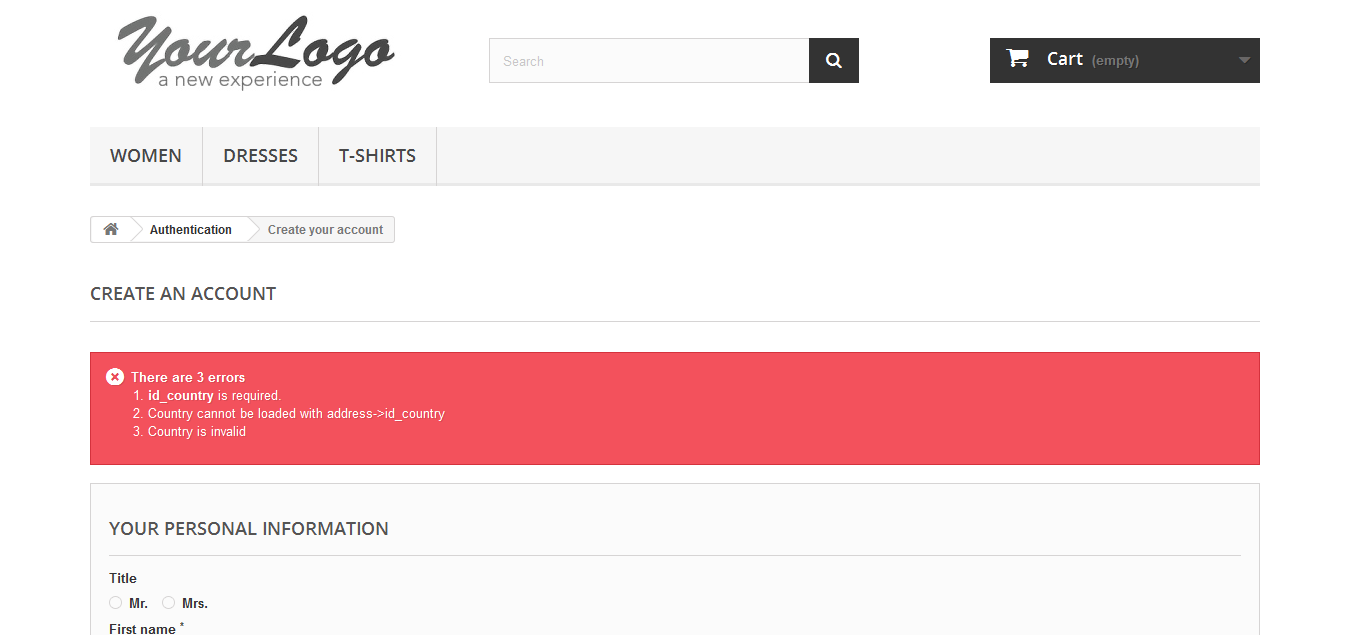 YourLogo
a new experience
Search
Cart (empty)
WOMEN DRESSES T-SHIRTS
Authentication Create your account
CREATE AN ACCOUNT
There are 3 errors
1. id_country is required.
2. Country cannot be loaded with address->id_country
3. Country is invalid
YOUR PERSONAL INFORMATION
Title
Mr. Mrs.
First name *